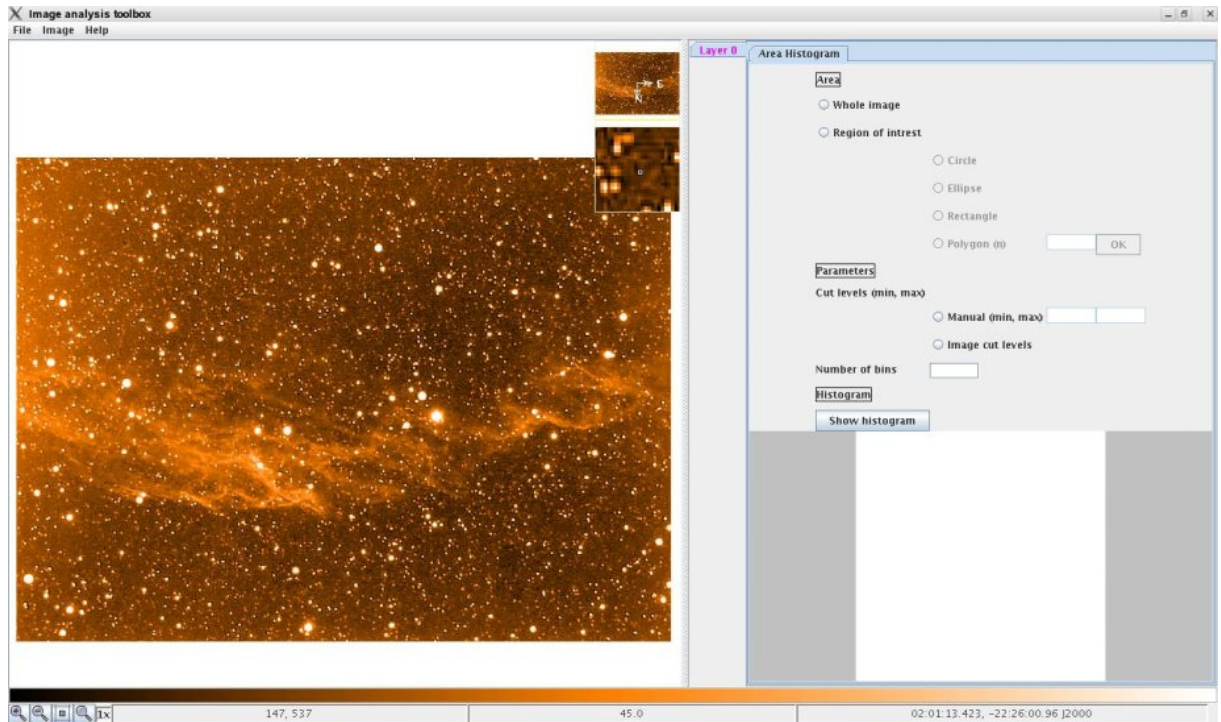 Image analysis toolbox
File Image Help
E
N
Layer 0
Area Histogram
Area
Whole image
Region of intrest
Circle
Ellipse
Rectangle
Polygon (n)
OK
Parameters
Cut levels (min, max)
Manual (min, max)
Image cut levels
Number of bins
Histogram
Show histogram
1x
147, 537
45.0
02:01:13.423, -22:26:00.96 J2000